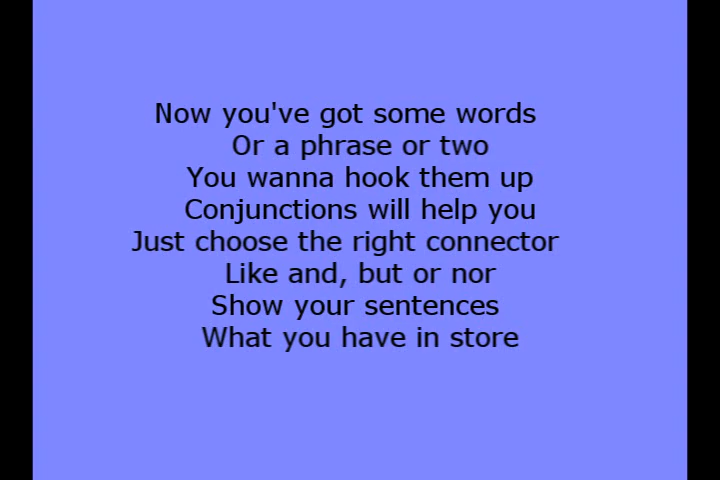 Now you've got some words
Or a phrase or two
You wanna hook them up
Conjunctions will help you
Just choose the right connector
Like and, but or nor
Show your sentences
What you have in store